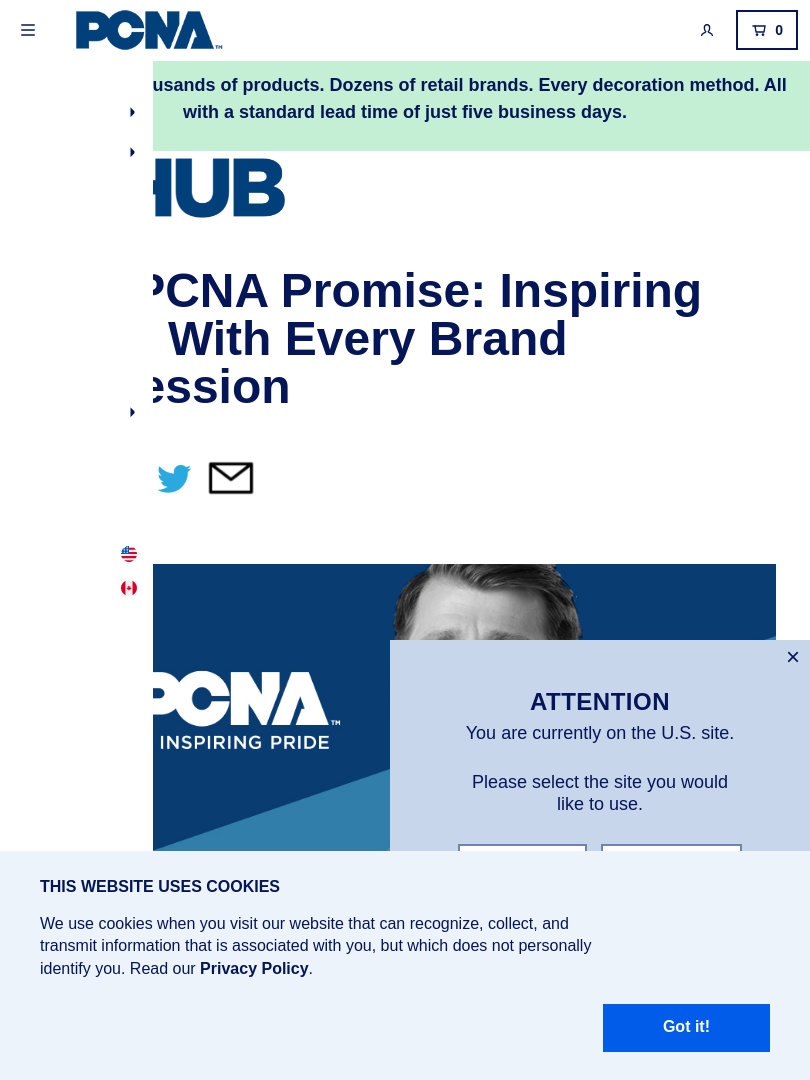 PCNA™
0
usands of products. Dozens of retail brands. Every decoration method. All
with a standard lead time of just five business days.
HUB
PCNA Promise: Inspiring
With Every Brand
ession
PCNA™
INSPIRING PRIDE
ATTENTION
You are currently on the U.S. site.
Please select the site you would
like to use.
THIS WEBSITE USES COOKIES
We use cookies when you visit our website that can recognize, collect, and
transmit information that is associated with you, but which does not personally
identify you. Read our Privacy Policy.
Got it!